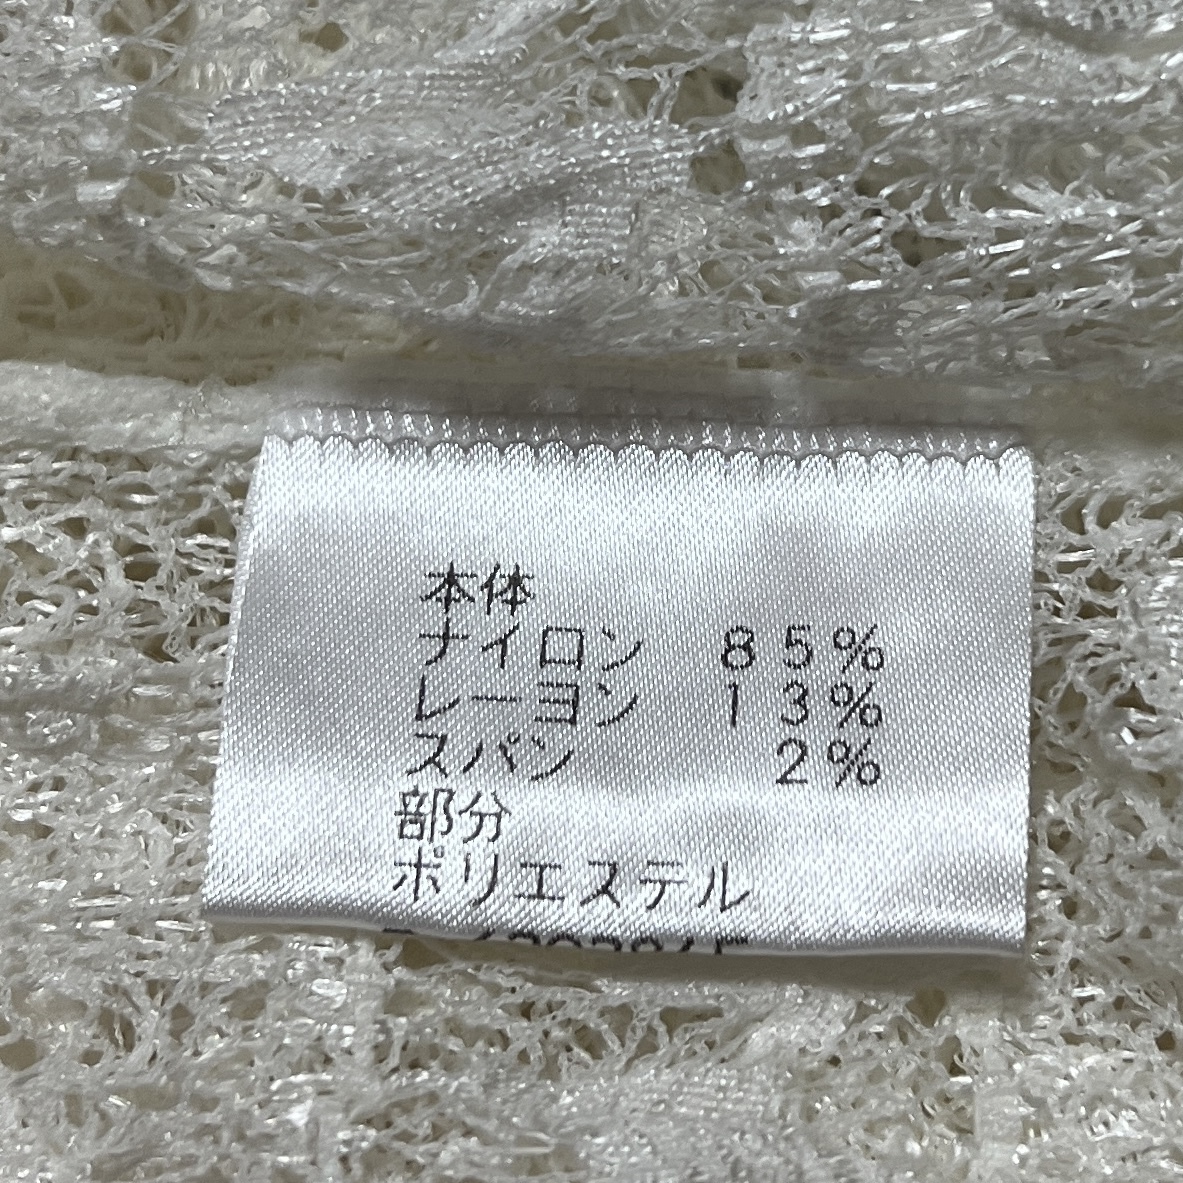 本体
ナイロン 85%
レーヨン 13%
スパン 2%
部分
ポリエステル